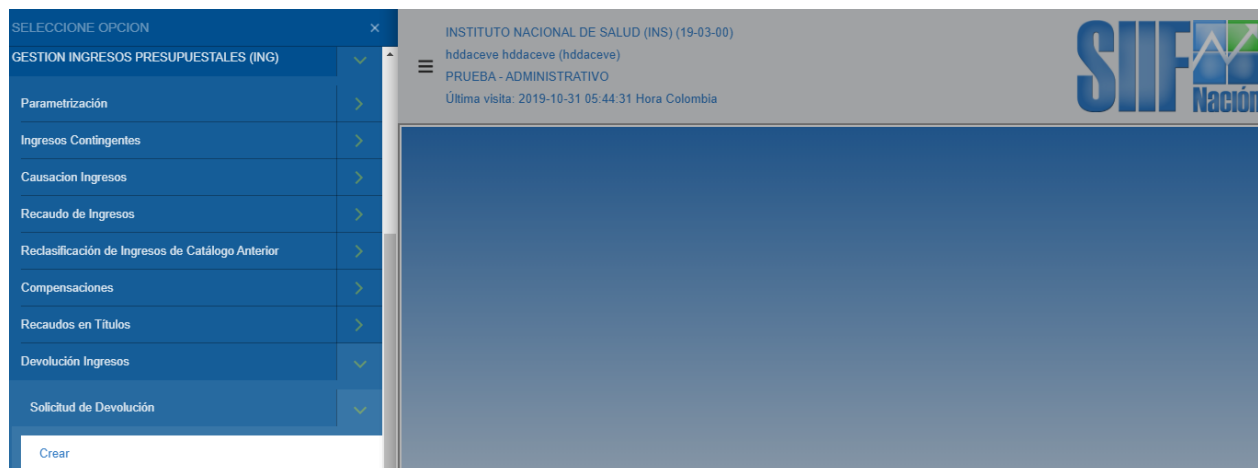 SELECCIONE OPCION ×
GESTION INGRESOS PRESUPUESTALES (ING)
Parametrización
Ingresos Contingentes
Causacion Ingresos
Recaudo de Ingresos
Reclasificación de Ingresos de Catálogo Anterior
Compensaciones
Recaudos en Títulos
Devolución Ingresos
Solicitud de Devolución
Crear
INSTITUTO NACIONAL DE SALUD (INS) (19-03-00)
hddaceve hddaceve (hddaceve)
PRUEBA - ADMINISTRATIVO
Última visita: 2019-10-31 05:44:31 Hora Colombia
SIIF
Nación